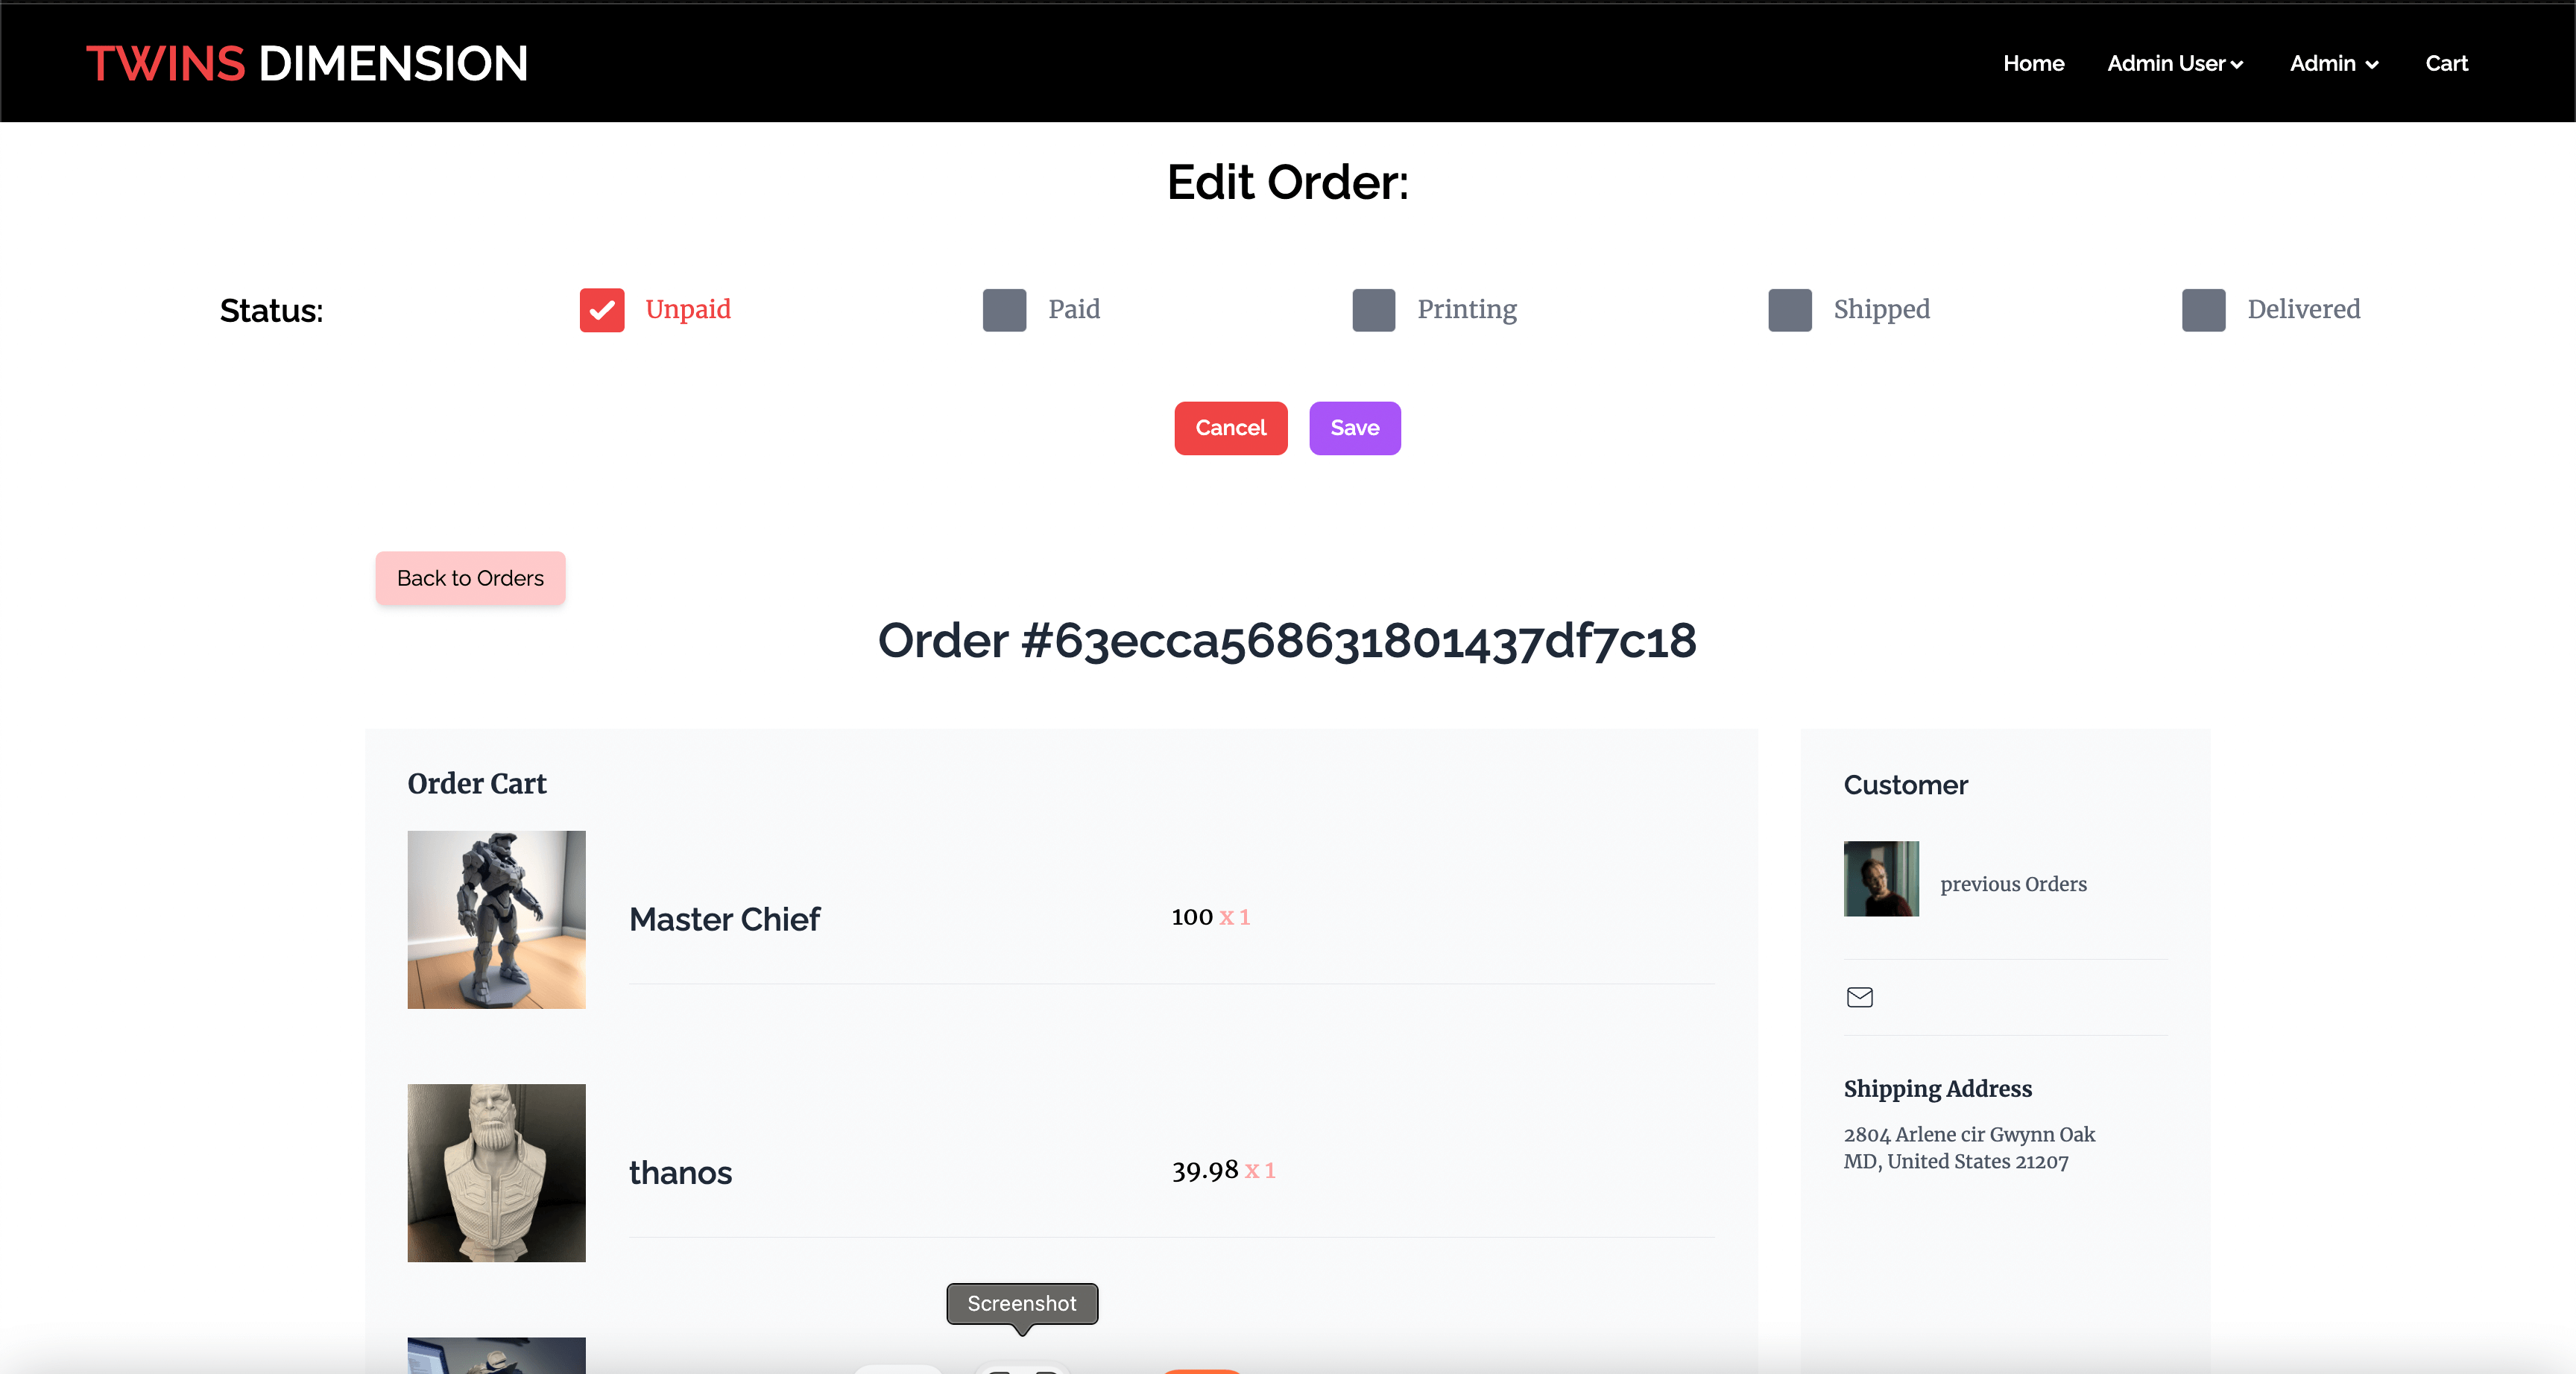 TWINS DIMENSION
Home Admin User Admin Cart
Edit Order:
Status: Unpaid Paid Printing Shipped Delivered
Cancel Save
Back to Orders
Order #63ecca568631801437df7c18
Order Cart
Master Chief 100 x 1
thanos 39.98 x 1
Customer
previous Orders
Shipping Address
2804 Arlene cir Gwynn Oak
MD, United States 21207
Screenshot